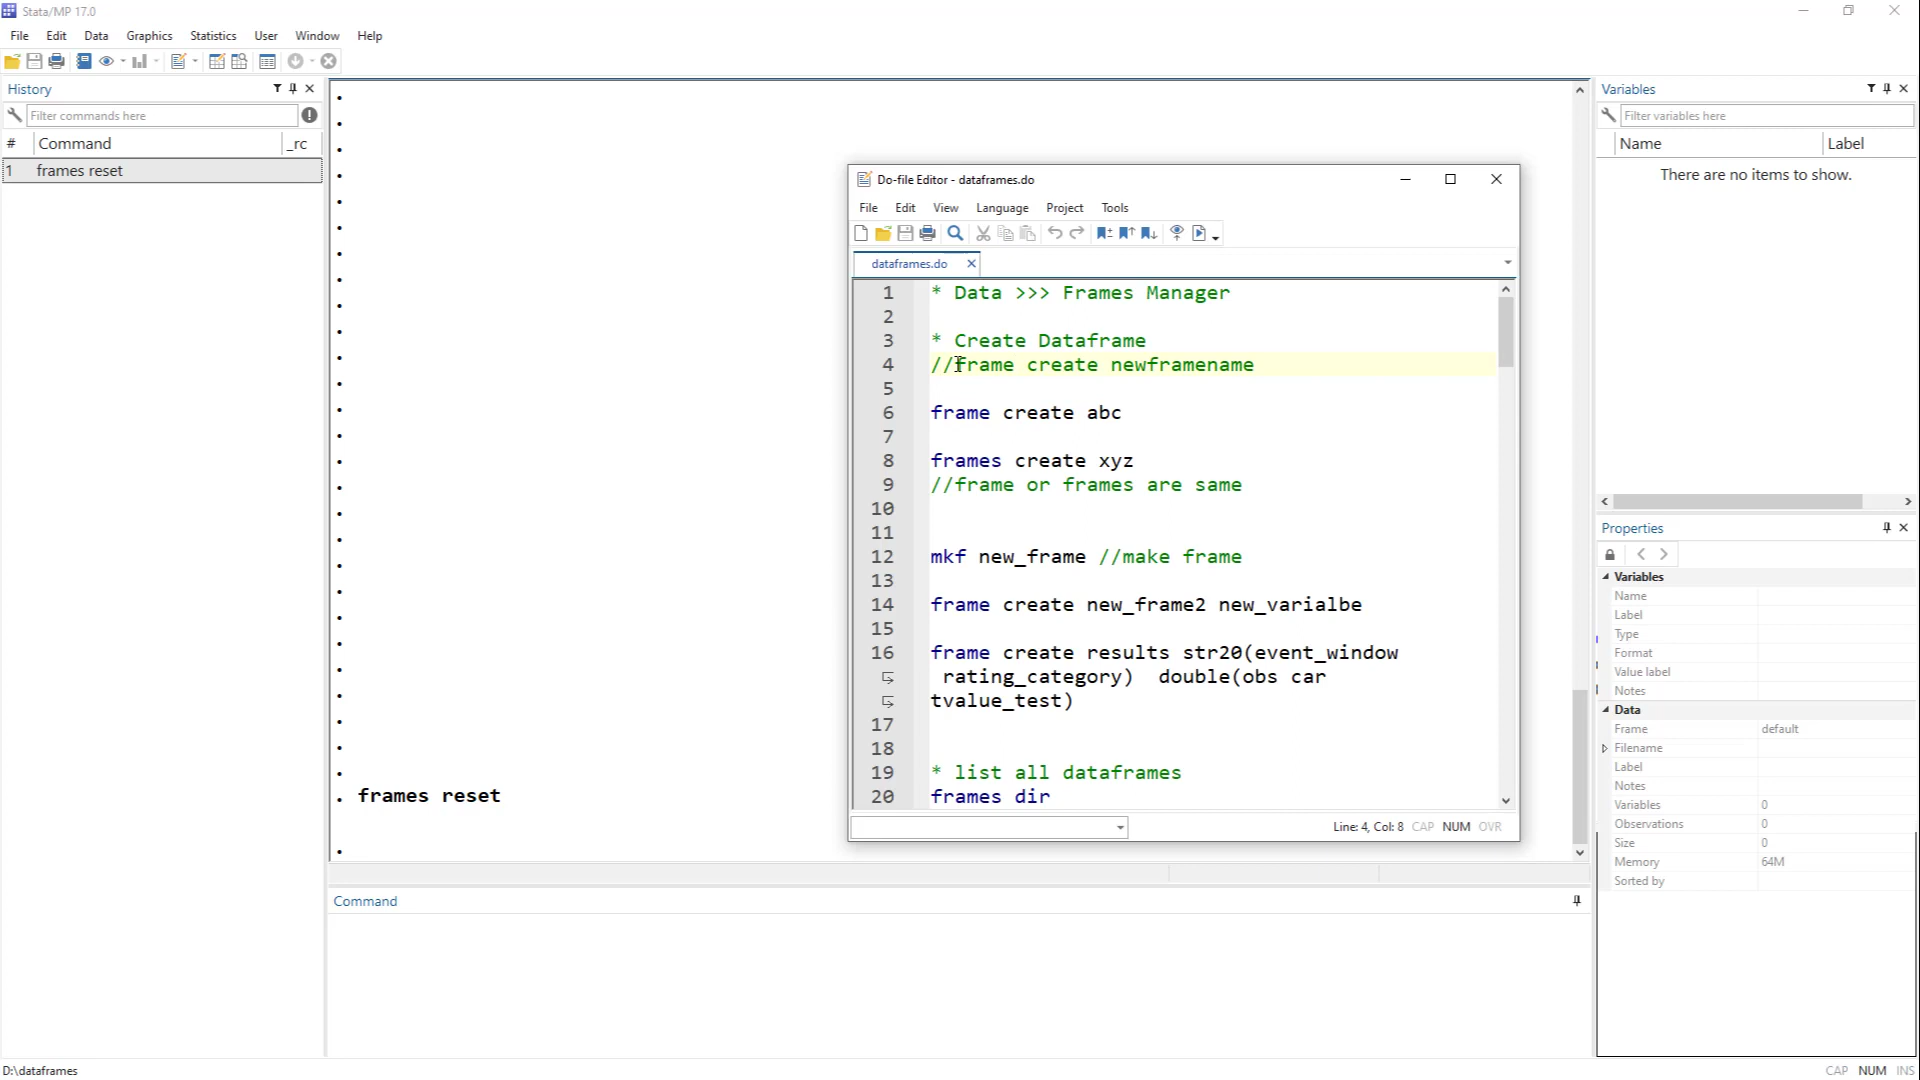 Stata/MP 17.0
File Edit Data Graphics Statistics User Window Help
History
Filter commands here
# Command _rc
1 frames reset
. frames reset
.
Command
Do-file Editor - dataframes.do
File Edit View Language Project Tools
dataframes.do
1 * Data >>> Frames Manager
2
3 * Create Dataframe
4 //frame create newframename
5
6 frame create abc
7
8 frames create xyz
9 //frame or frames are same
10
11
12 mkf new_frame //make frame
13
14 frame create new_frame2 new_varialbe
15
16 frame create results str20(event_window
rating_category) double(obs car
tvalue_test)
17
18
19 * list all dataframes
20 frames dir
Line: 4, Col: 8 CAP NUM OVR
Variables
Filter variables here
Name Label
There are no items to show.
Properties
Variables
Name
Label
Type
Format
Value label
Notes
Data
Frame default
Filename
Label
Notes
Variables 0
Observations 0
Size 0
Memory 64M
Sorted by
D:\dataframes
CAP NUM INS